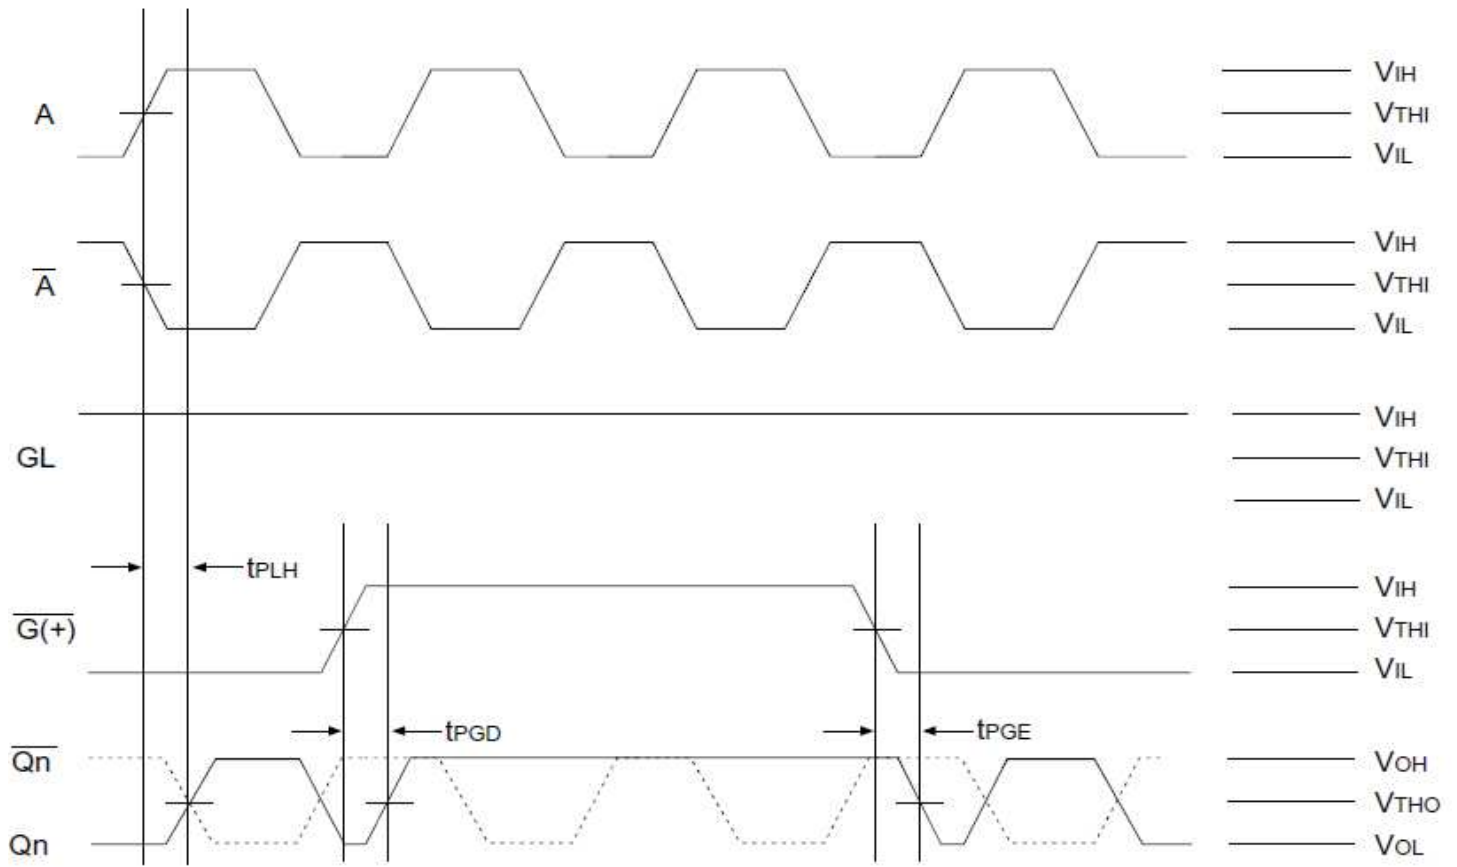 A VIH
VTHI
VIL
A VIH
VTHI
VIL
GL VIH
VTHI
VIL
tPLH
G(+) VIH
VTHI
VIL
tPGD tPGE
Qn VOH
VTHO
Qn VOL